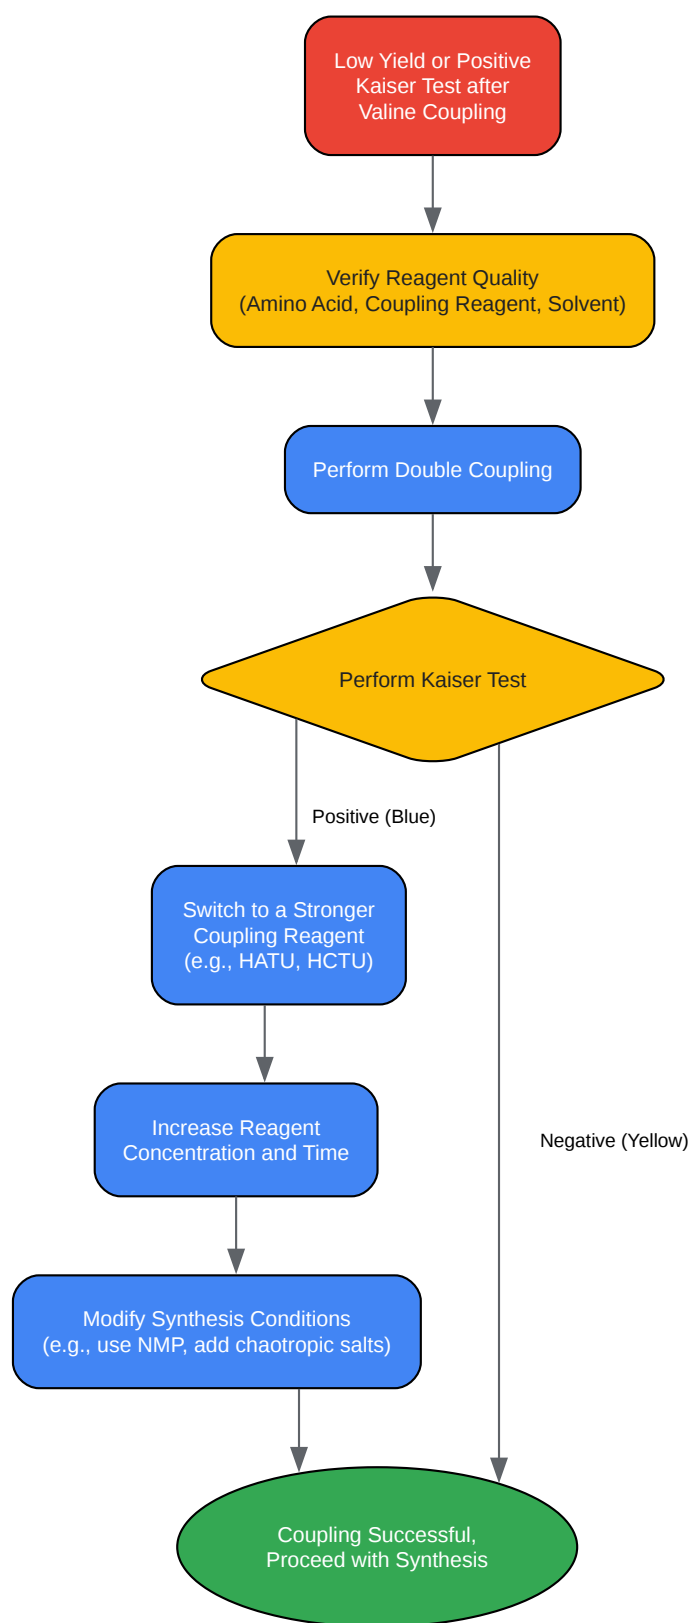 Low Yield or Positive
Kaiser Test after
Valine Coupling
Verify Reagent Quality
(Amino Acid, Coupling Reagent, Solvent)
Perform Double Coupling
Perform Kaiser Test
Positive (Blue)
Switch to a Stronger
Coupling Reagent
(e.g., HATU, HCTU)
Increase Reagent
Concentration and Time
Negative (Yellow)
Modify Synthesis Conditions
(e.g., use NMP, add chaotropic salts)
Coupling Successful,
Proceed with Synthesis